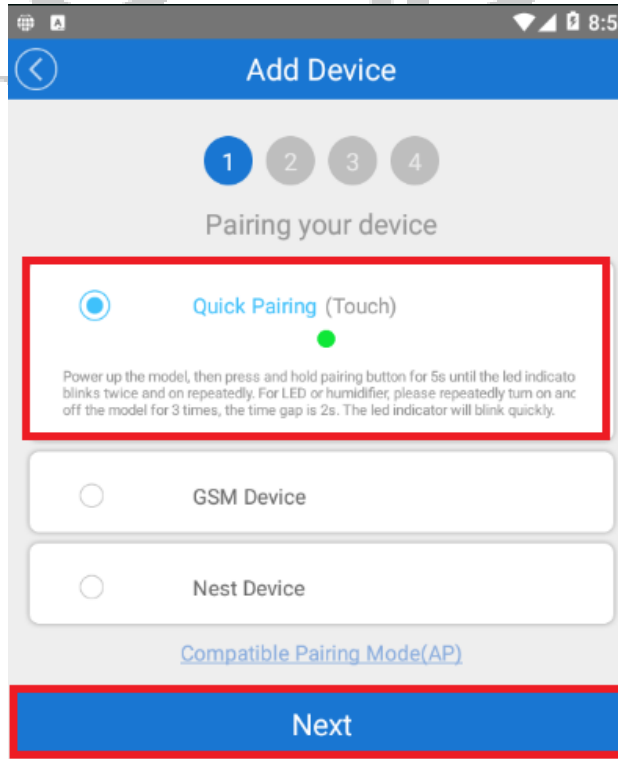 8:5
Add Device
1 2 3 4
Pairing your device
Quick Pairing (Touch)
Power up the model, then press and hold pairing button for 5s until the led indicato
blinks twice and on repeatedly. For LED or humidifier, please repeatedly turn on and
off the model for 3 times, the time gap is 2s. The led indicator will blink quickly.
GSM Device
Nest Device
Compatible Pairing Mode(AP)
Next